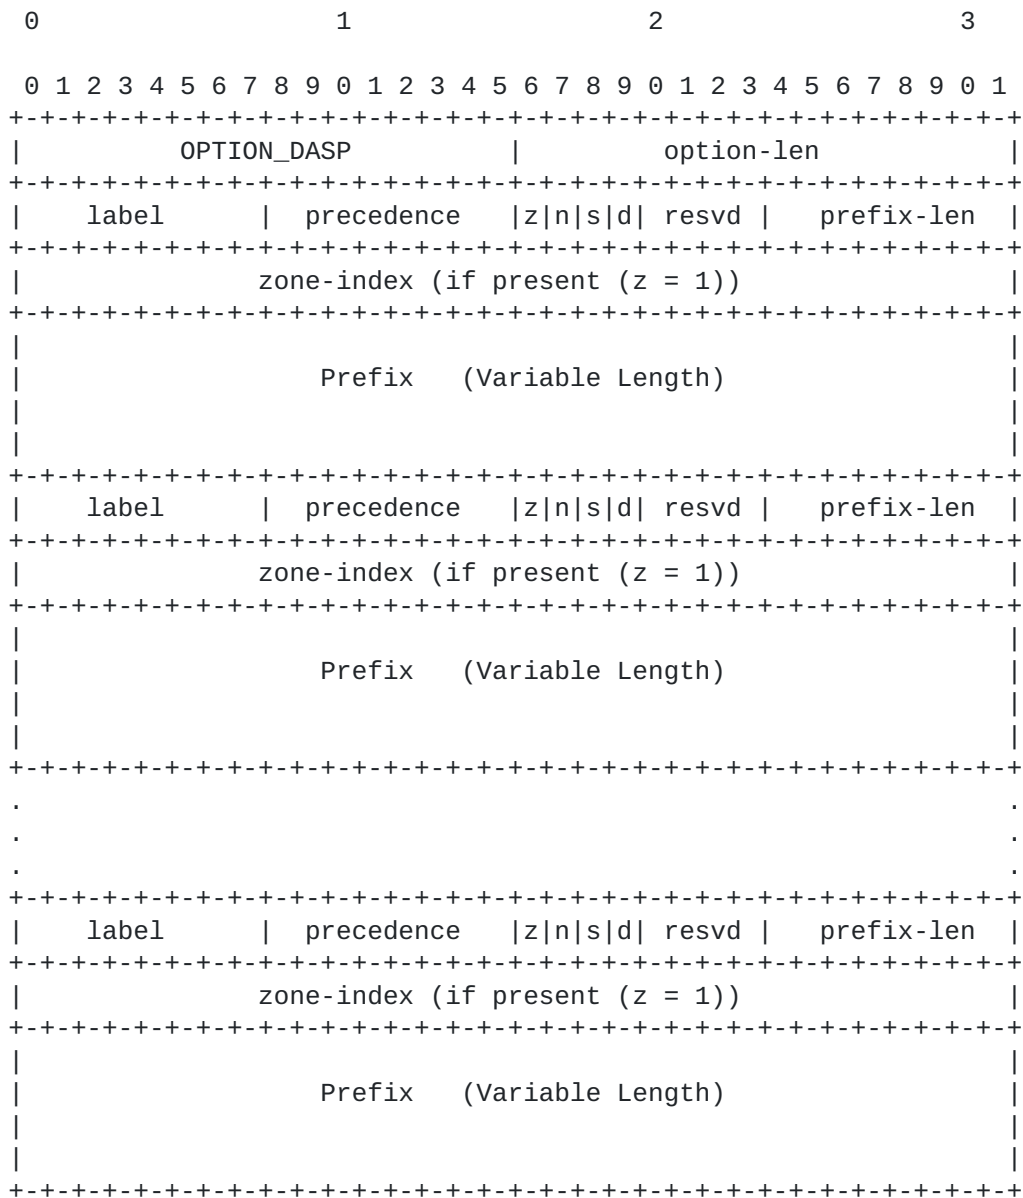 0                   1                   2                   3
 0 1 2 3 4 5 6 7 8 9 0 1 2 3 4 5 6 7 8 9 0 1 2 3 4 5 6 7 8 9 0 1
+-+-+-+-+-+-+-+-+-+-+-+-+-+-+-+-+-+-+-+-+-+-+-+-+-+-+-+-+-+-+-+-+
|          OPTION_DASP          |         option-len            |
+-+-+-+-+-+-+-+-+-+-+-+-+-+-+-+-+-+-+-+-+-+-+-+-+-+-+-+-+-+-+-+-+
|    label      |  precedence   |z|n|s|d| resvd |   prefix-len  |
+-+-+-+-+-+-+-+-+-+-+-+-+-+-+-+-+-+-+-+-+-+-+-+-+-+-+-+-+-+-+-+-+
|               zone-index (if present (z = 1))                 |
+-+-+-+-+-+-+-+-+-+-+-+-+-+-+-+-+-+-+-+-+-+-+-+-+-+-+-+-+-+-+-+-+
|                                                               |
|                   Prefix   (Variable Length)                  |
|                                                               |
|                                                               |
+-+-+-+-+-+-+-+-+-+-+-+-+-+-+-+-+-+-+-+-+-+-+-+-+-+-+-+-+-+-+-+-+
|    label      |  precedence   |z|n|s|d| resvd |   prefix-len  |
+-+-+-+-+-+-+-+-+-+-+-+-+-+-+-+-+-+-+-+-+-+-+-+-+-+-+-+-+-+-+-+-+
|               zone-index (if present (z = 1))                 |
+-+-+-+-+-+-+-+-+-+-+-+-+-+-+-+-+-+-+-+-+-+-+-+-+-+-+-+-+-+-+-+-+
|                                                               |
|                   Prefix   (Variable Length)                  |
|                                                               |
|                                                               |
+-+-+-+-+-+-+-+-+-+-+-+-+-+-+-+-+-+-+-+-+-+-+-+-+-+-+-+-+-+-+-+-+
.                                                               .
.                                                               .
.                                                               .
+-+-+-+-+-+-+-+-+-+-+-+-+-+-+-+-+-+-+-+-+-+-+-+-+-+-+-+-+-+-+-+-+
|    label      |  precedence   |z|n|s|d| resvd |   prefix-len  |
+-+-+-+-+-+-+-+-+-+-+-+-+-+-+-+-+-+-+-+-+-+-+-+-+-+-+-+-+-+-+-+-+
|               zone-index (if present (z = 1))                 |
+-+-+-+-+-+-+-+-+-+-+-+-+-+-+-+-+-+-+-+-+-+-+-+-+-+-+-+-+-+-+-+-+
|                                                               |
|                   Prefix   (Variable Length)                  |
|                                                               |
|                                                               |
+-+-+-+-+-+-+-+-+-+-+-+-+-+-+-+-+-+-+-+-+-+-+-+-+-+-+-+-+-+-+-+-+